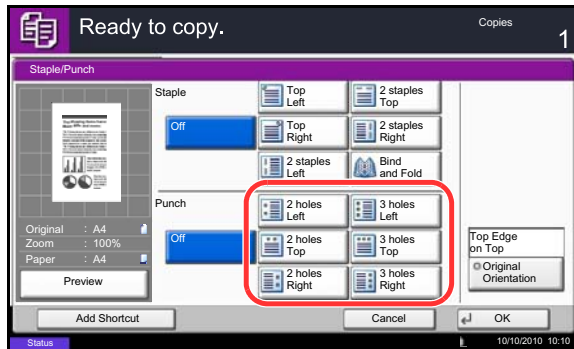 Ready to copy.
Copies
1
Staple/Punch
Staple
Off
Top
Left
2 staples
Top
Top
Right
2 staples
Right
2 staples
Left
Bind
and Fold
Punch
Off
2 holes
Left
3 holes
Left
2 holes
Top
3 holes
Top
2 holes
Right
3 holes
Right
Original : A4
Zoom : 100%
Paper : A4
Preview
Top Edge
on Top
Original
Orientation
Add Shortcut
Cancel
OK
Status
10/10/2010 10:10